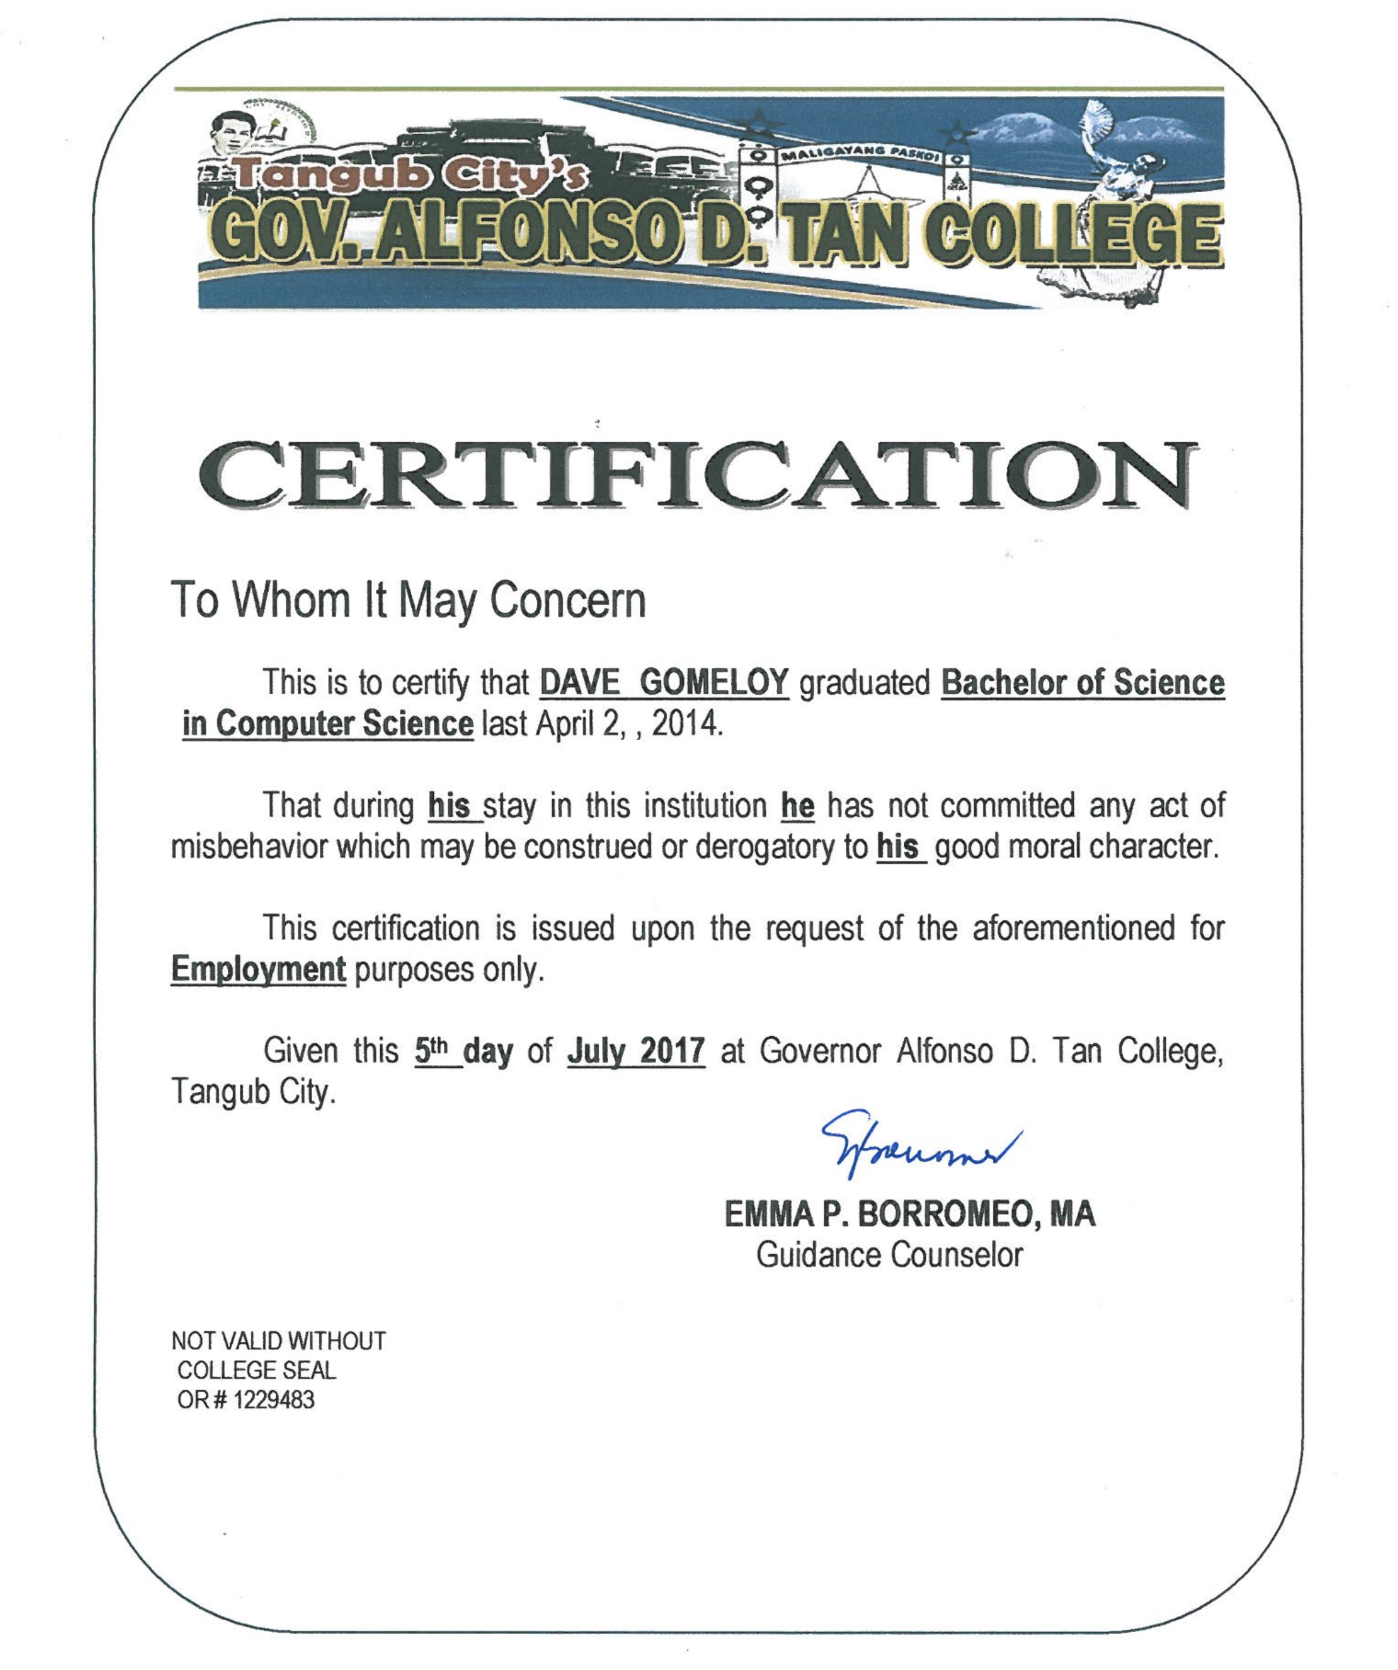 Tangub City's
MALIGAYANG PASKO!
GOV. ALFONSO D. TAN COLLEGE
CERTIFICATION
To Whom It May Concern
This is to certify that DAVE GOMELOY graduated Bachelor of Science
in Computer Science last April 2, , 2014.
That during his stay in this institution he has not committed any act of
misbehavior which may be construed or derogatory to his good moral character.
This certification is issued upon the request of the aforementioned for
Employment purposes only.
Given this 5th day of July 2017 at Governor Alfonso D. Tan College,
Tangub City.
EMMA P. BORROMEO, MA
Guidance Counselor
NOT VALID WITHOUT
COLLEGE SEAL
OR # 1229483